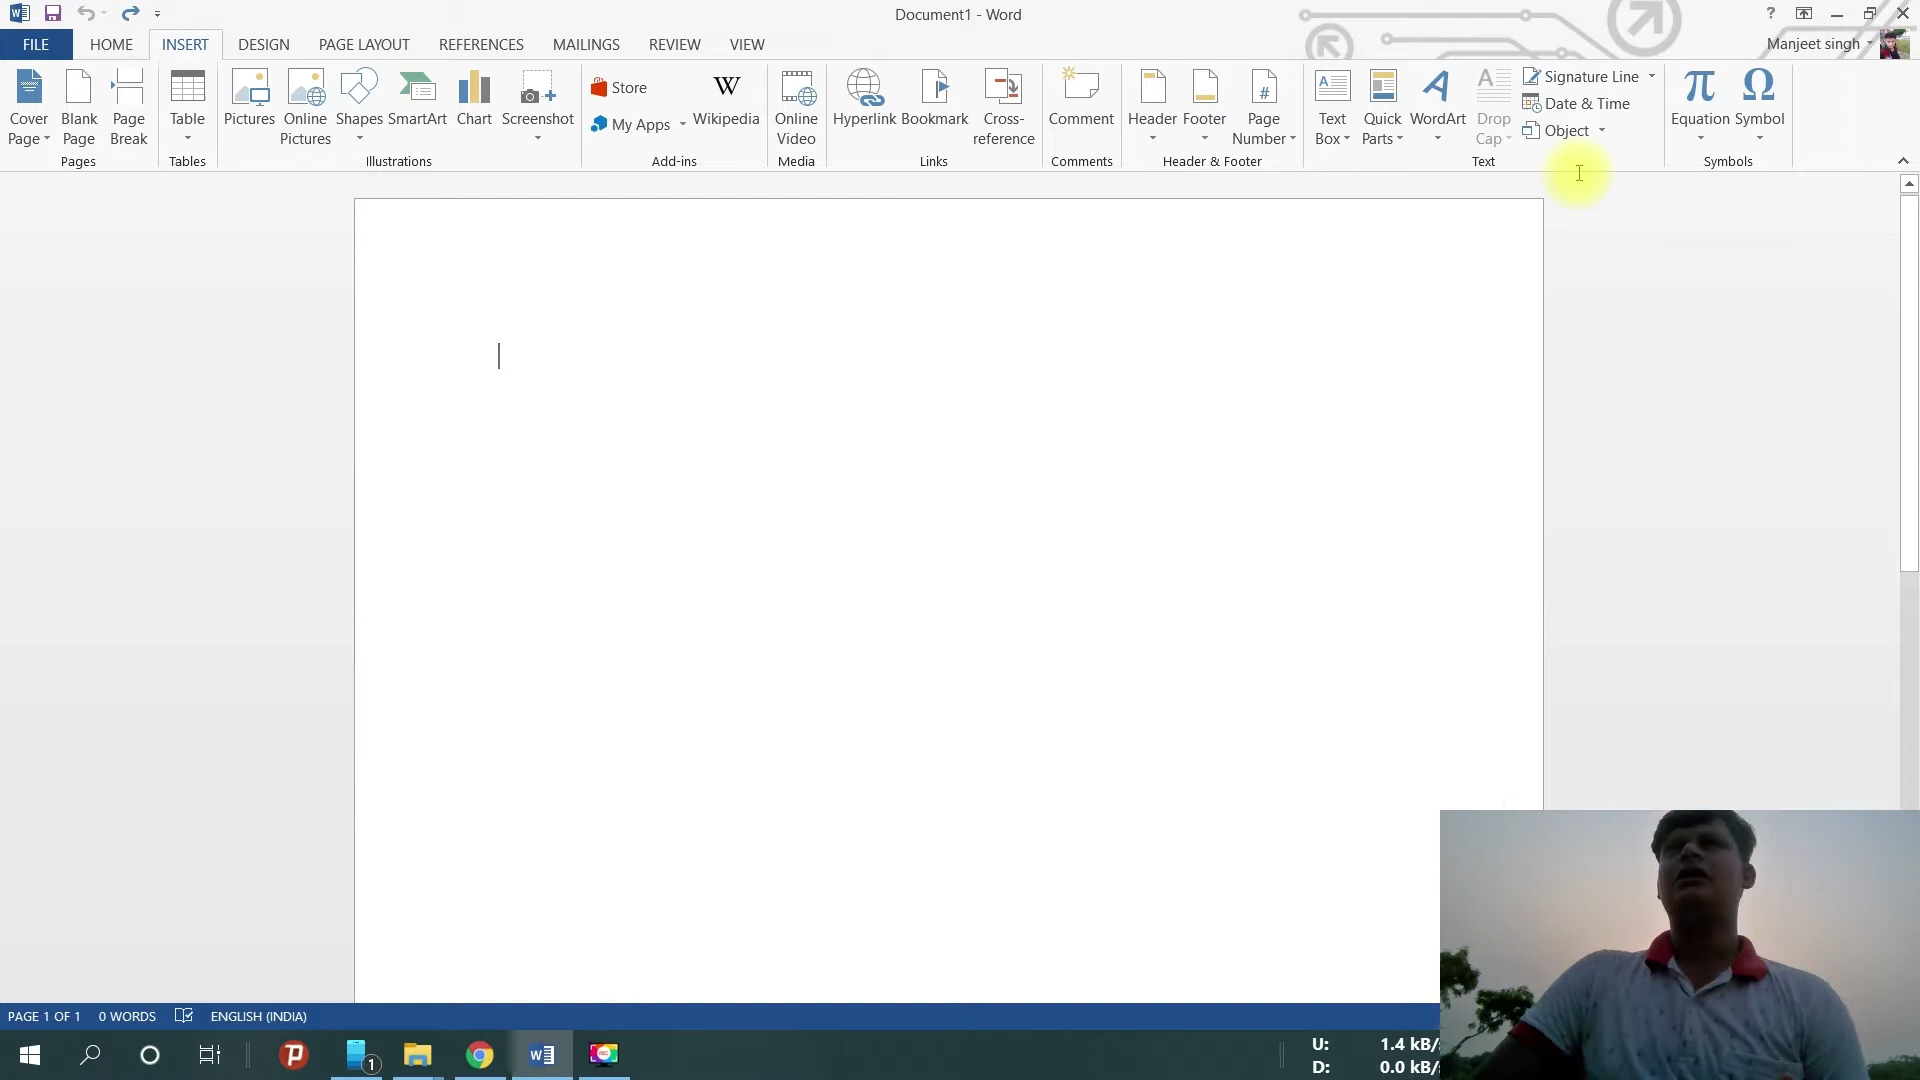 Document1 - Word
?
FILE HOME INSERT DESIGN PAGE LAYOUT REFERENCES MAILINGS REVIEW VIEW
Manjeet singh
Cover Page
Blank Page
Page Break
Pages
Table
Tables
Pictures
Online Pictures
Shapes
SmartArt
Chart
Screenshot
Illustrations
Store
My Apps
W
Wikipedia
Add-ins
Online Video
Media
Hyperlink
Bookmark
Cross-reference
Links
Comment
Comments
Header
Footer
#
Page Number
Header & Footer
A
Text Box
Quick Parts
A
WordArt
A
Drop Cap
Signature Line
Date & Time
Object
Text
π
Equation
Ω
Symbol
Symbols
PAGE 1 OF 1 0 WORDS ENGLISH (INDIA)
1
U: 1.4 kB/
D: 0.0 kB/